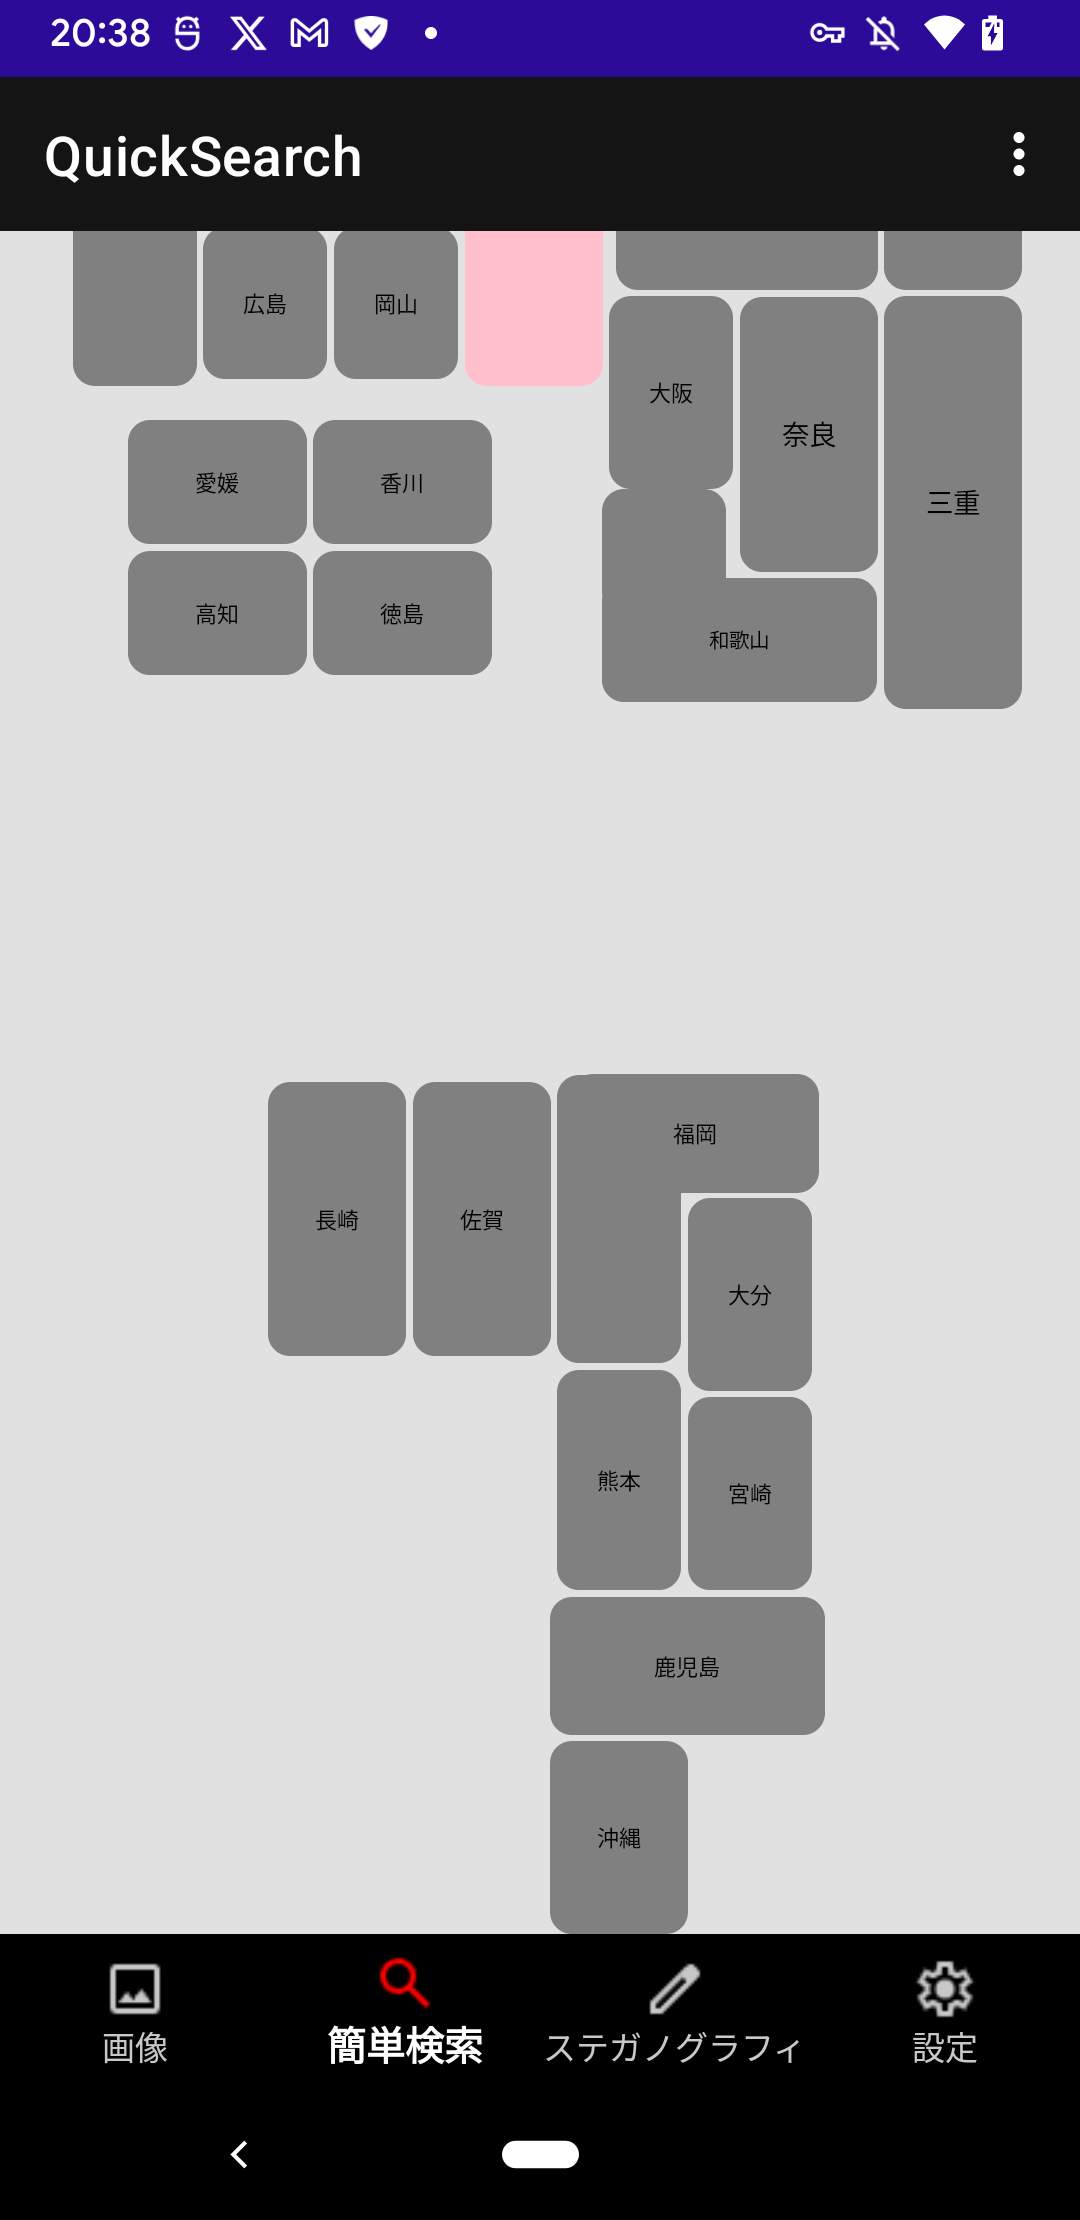 20:38
QuickSearch
広島
岡山
大阪
奈良
三重
愛媛
香川
高知
徳島
和歌山
福岡
長崎
佐賀
大分
熊本
宮崎
鹿児島
沖縄
画像
簡単検索
ステガノグラフィ
設定